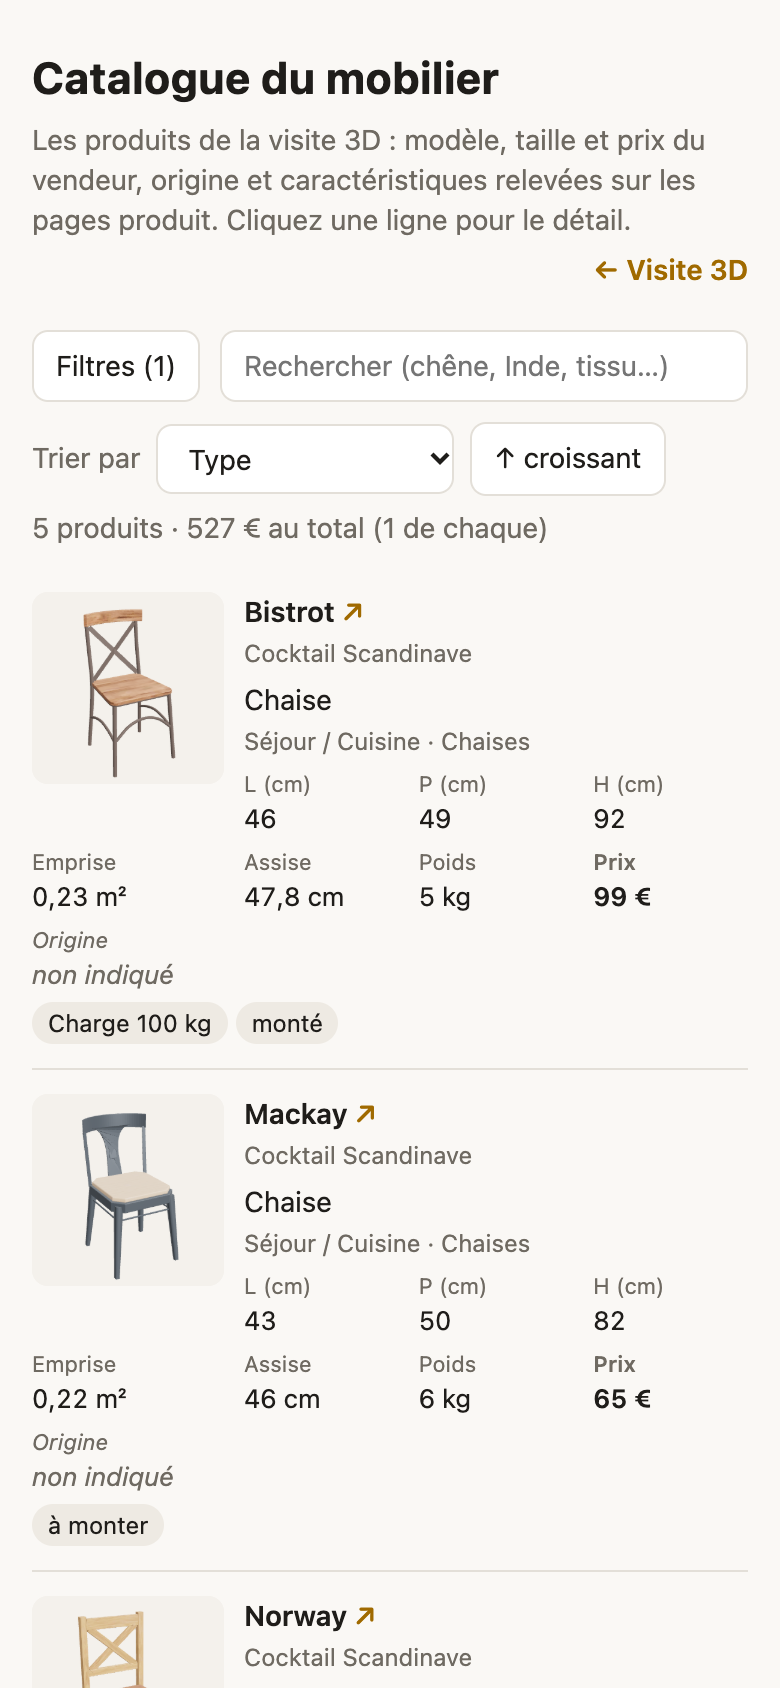 Catalogue du mobilier
Les produits de la visite 3D : modèle, taille et prix du
vendeur, origine et caractéristiques relevées sur les
pages produit. Cliquez une ligne pour le détail.
← Visite 3D
Filtres (1)
Rechercher (chêne, Inde, tissu...)
Trier par
Type
↑ croissant
5 produits · 527 € au total (1 de chaque)
Bistrot ↗
Cocktail Scandinave
Chaise
Séjour / Cuisine · Chaises
L (cm) P (cm) H (cm)
46 49 92
Emprise Assise Poids Prix
0,23 m² 47,8 cm 5 kg 99 €
Origine
non indiqué
Charge 100 kg monté
Mackay ↗
Cocktail Scandinave
Chaise
Séjour / Cuisine · Chaises
L (cm) P (cm) H (cm)
43 50 82
Emprise Assise Poids Prix
0,22 m² 46 cm 6 kg 65 €
Origine
non indiqué
à monter
Norway ↗
Cocktail Scandinave